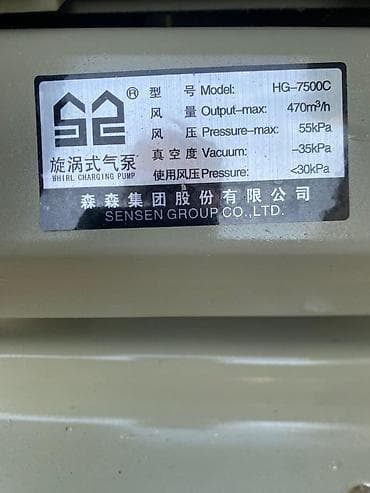 ®
型 号 Model: HG-7500C
风 量 Output-max: 470m³/h
风 压 Pressure-max: 55kPa
真 空 度 Vacuum: -35kPa
使用风压 Pressure: <30kPa
旋涡式气泵
WHIRL CHARGING PUMP
森森集团股份有限公司
SENSEN GROUP CO.,LTD.